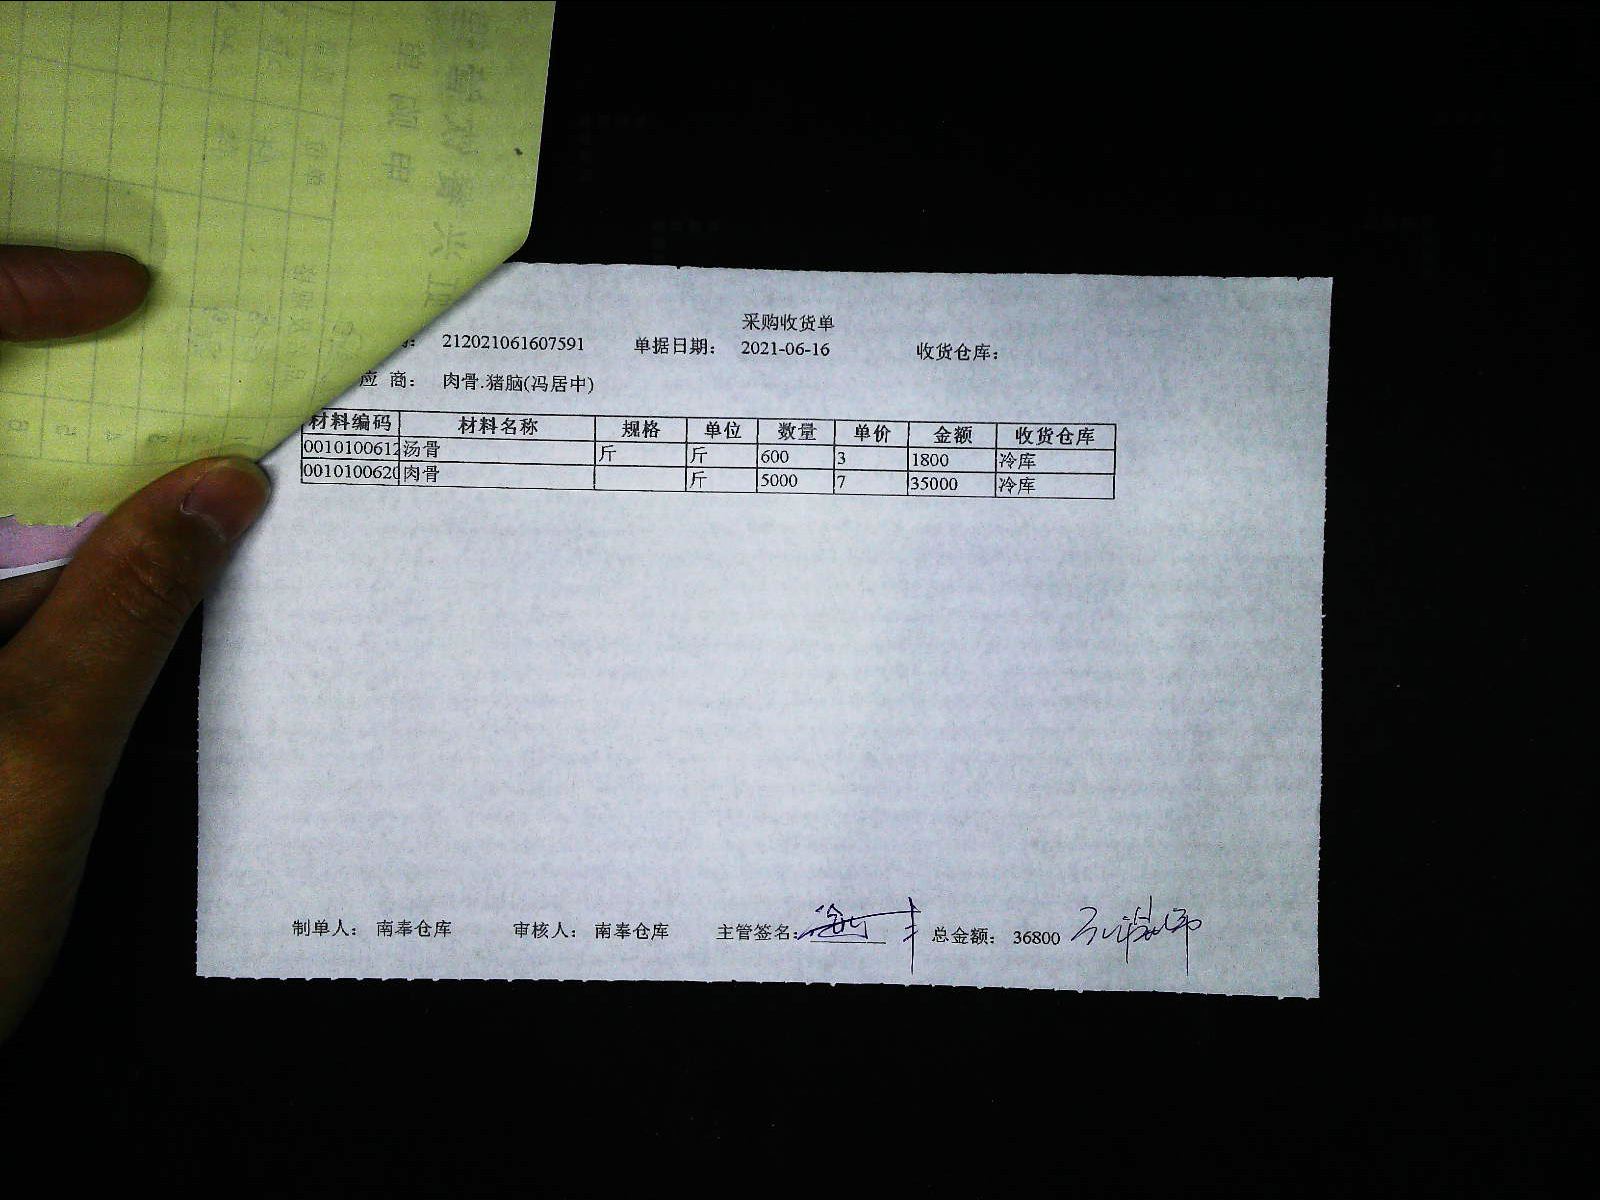 采购收货单
212021061607591 单据日期： 2021-06-16 收货仓库：
应 商： 肉骨.猪脑(冯居中)
材料编码 材料名称 规格 单位 数量 单价 金额 收货仓库
0010100612 汤骨 斤 斤 600 3 1800 冷库
0010100620 肉骨 斤 5000 7 35000 冷库
制单人： 南奉仓库 审核人： 南奉仓库 主管签名： 总金额： 36800